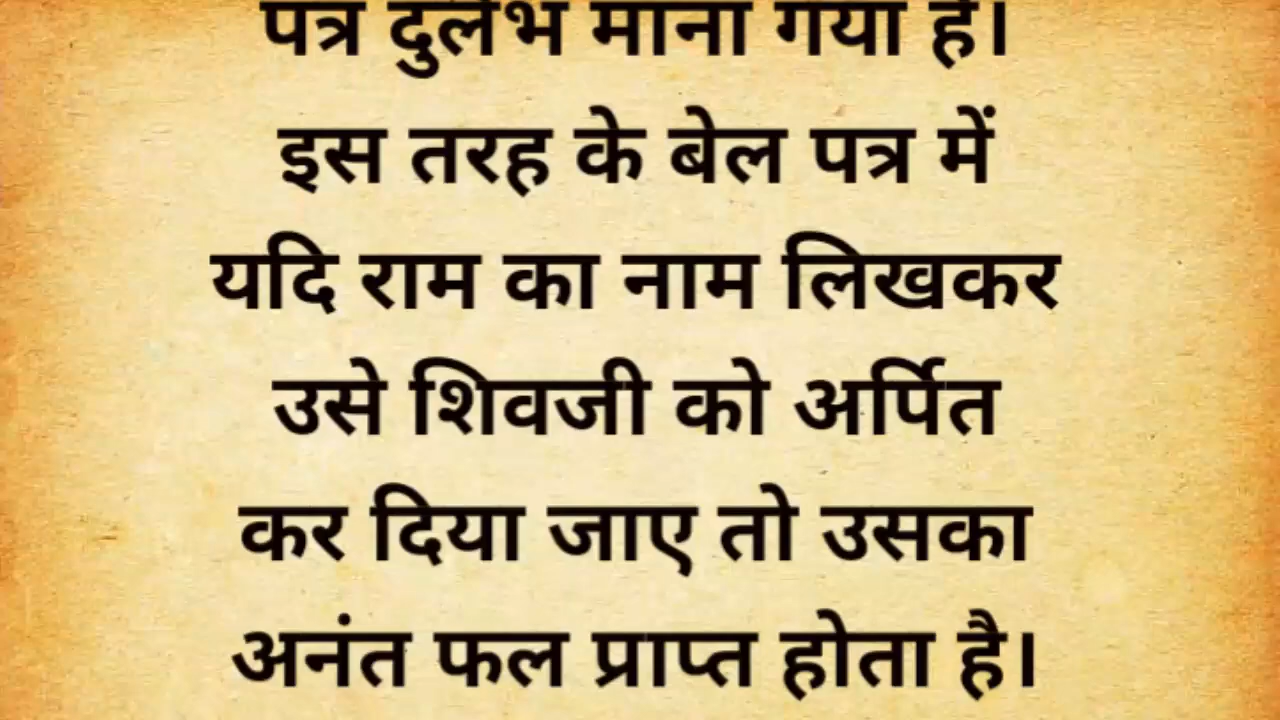 पत्र दुर्लभ माना गया है।
इस तरह के बेल पत्र में
यदि राम का नाम लिखकर
उसे शिवजी को अर्पित
कर दिया जाए तो उसका
अनंत फल प्राप्त होता है।